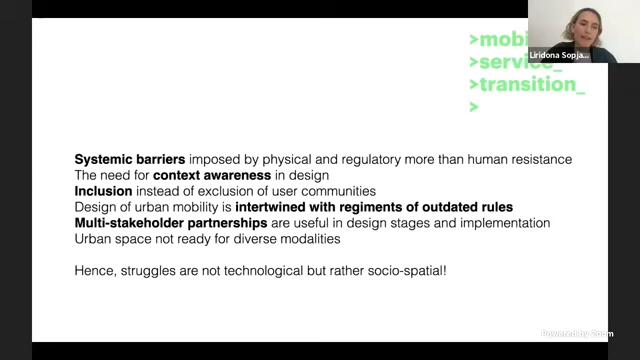 >mobi
>service_
>transition_
>
Liridona Sopja...
Systemic barriers imposed by physical and regulatory more than human resistance
The need for context awareness in design
Inclusion instead of exclusion of user communities
Design of urban mobility is intertwined with regiments of outdated rules
Multi-stakeholder partnerships are useful in design stages and implementation
Urban space not ready for diverse modalities
Hence, struggles are not technological but rather socio-spatial!
Powered by Zoom